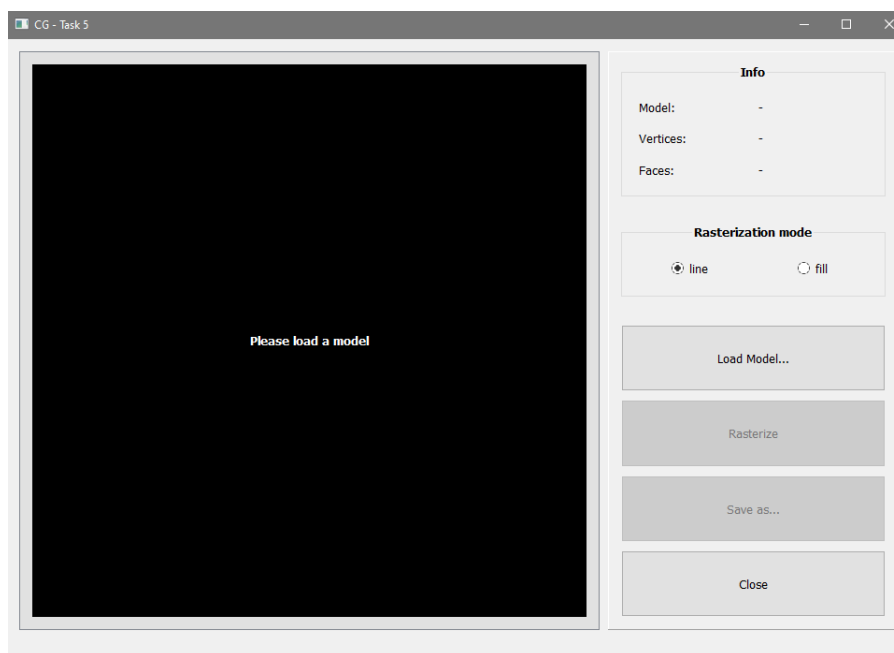 CG - Task 5
Please load a model
Info
Model: -
Vertices: -
Faces: -
Rasterization mode
line fill
Load Model...
Rasterize
Save as...
Close